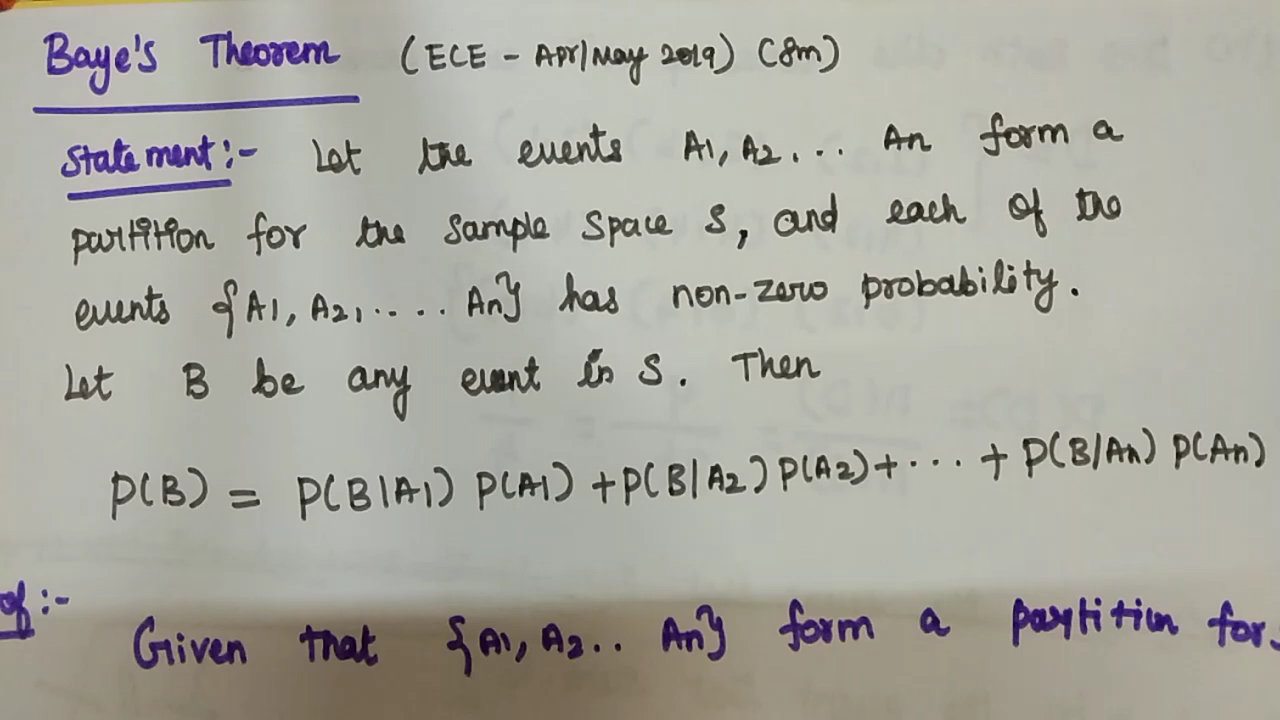 Baye's Theorem (ECE - Apr/May 2019) (8m)
Statement:- Let the events A1, A2, ... An form a
partition for the sample space S, and each of the
events {A1, A2, .... An} has non-zero probability.
Let B be any event in S. Then
P(B) = P(B|A1) P(A1) + P(B|A2) P(A2) + ... + P(B/An) P(An)
of:-
Given that {A1, A2.. An} form a partition for